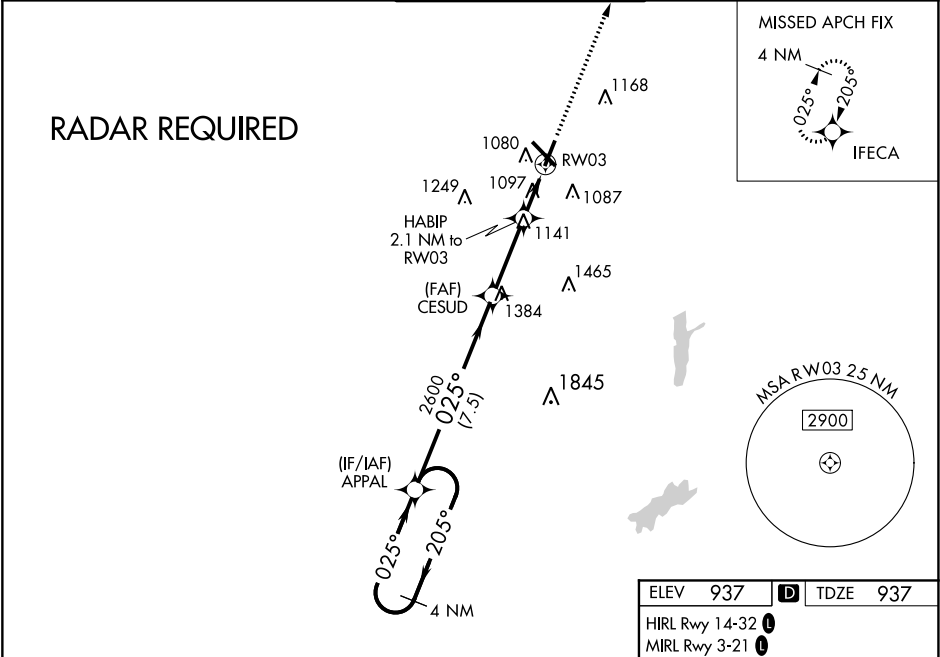 RADAR REQUIRED
MISSED APCH FIX
4 NM
025°
205°
IFECA
1168
1080
RW03
1249
1097
1087
HABIP
2.1 NM to
RW03
1141
(FAF)
CESUD
1465
1384
2600
025°
(7.5)
1845
MSA RW03 25 NM
2900
(IF/IAF)
APPAL
025°
205°
4 NM
ELEV 937 D TDZE 937
HIRL Rwy 14-32 L
MIRL Rwy 3-21 L